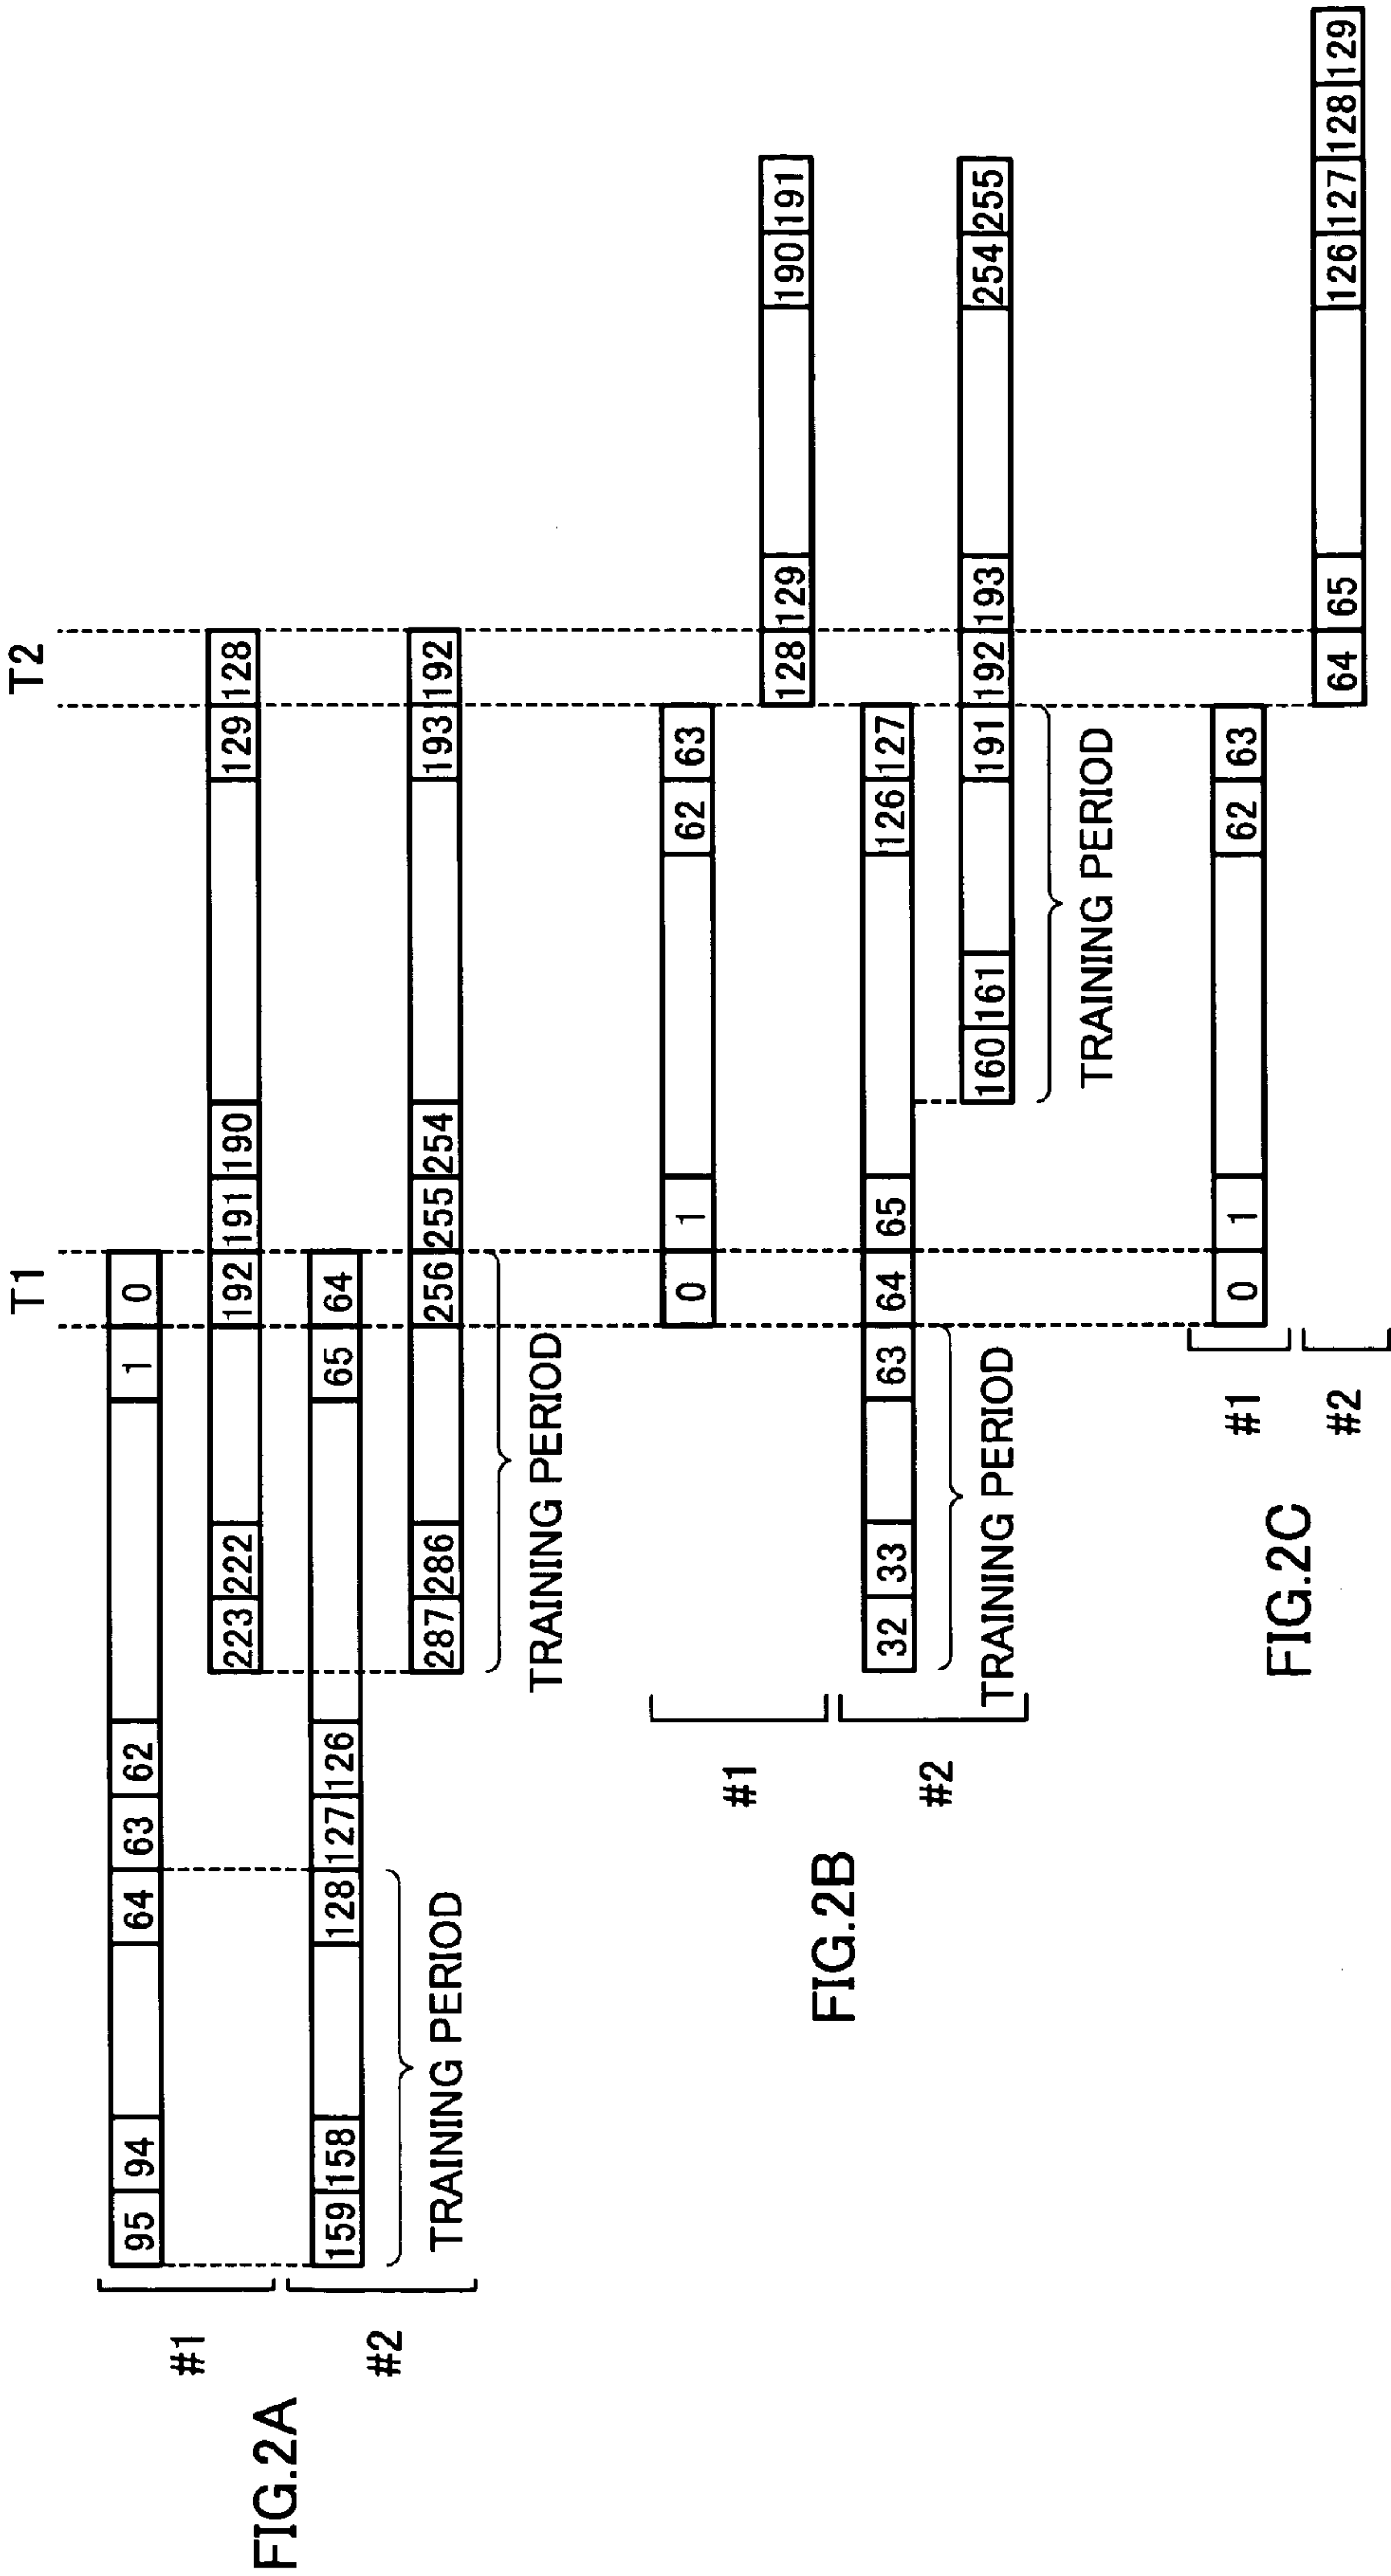 T1 T2
95 94 64 63 62 1 0
#1
223 222 192 191 190 129 128
159 158 128 127 126 65 64
#2
287 286 256 255 254 193 192
TRAINING PERIOD
TRAINING PERIOD
FIG.2A
0 1 62 63
#1
128 129 190 191
32 33 63 64 65 126 127
#2
160 161 191 192 193 254 255
TRAINING PERIOD
TRAINING PERIOD
FIG.2B
#1
0 1 62 63
#2
64 65 126 127 128 129
FIG.2C